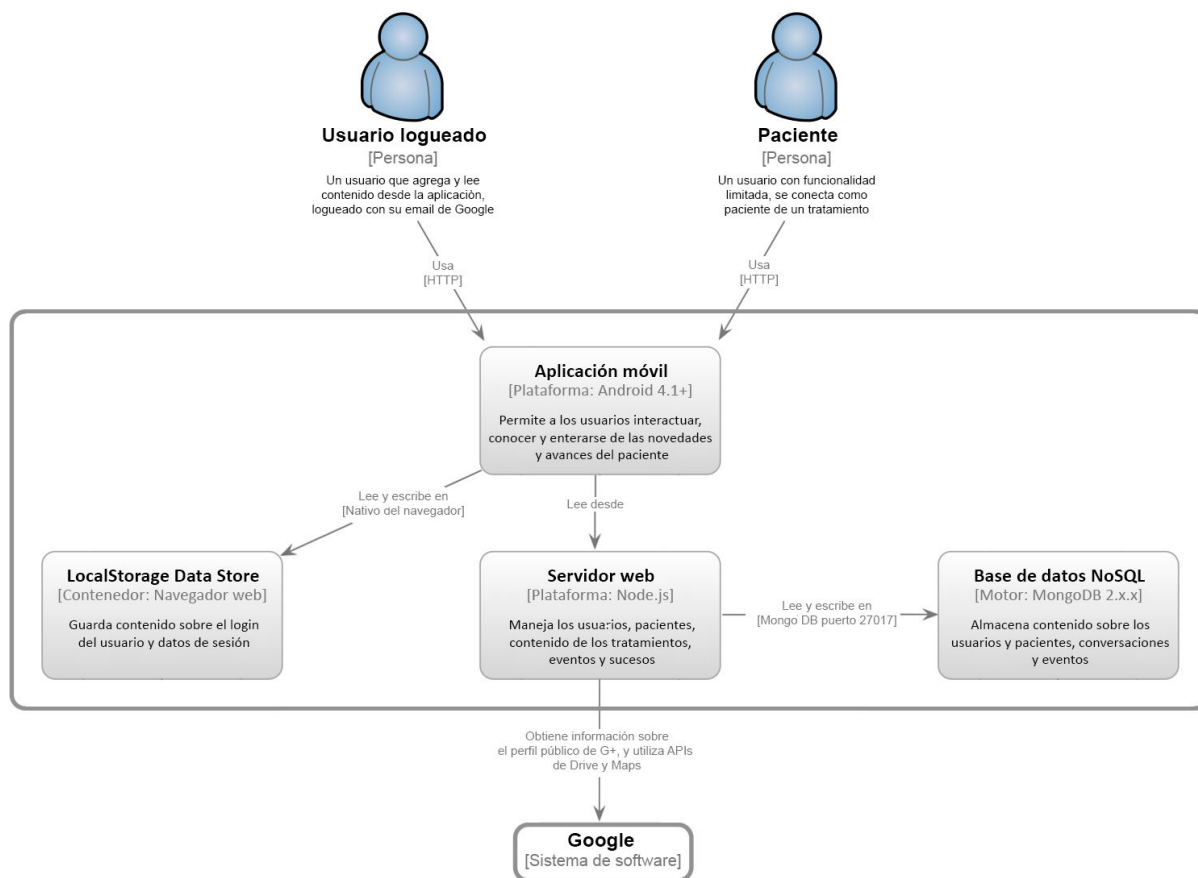 Usuario logueado
[Persona]
Un usuario que agrega y lee
contenido desde la aplicaciòn,
logueado con su email de Google
Paciente
[Persona]
Un usuario con funcionalidad
limitada, se conecta como
paciente de un tratamiento
Usa
[HTTP]
Usa
[HTTP]
Aplicación móvil
[Plataforma: Android 4.1+]
Permite a los usuarios interactuar,
conocer y enterarse de las novedades
y avances del paciente
Lee y escribe en
[Nativo del navegador]
Lee desde
LocalStorage Data Store
[Contenedor: Navegador web]
Guarda contenido sobre el login
del usuario y datos de sesión
Servidor web
[Plataforma: Node.js]
Maneja los usuarios, pacientes,
contenido de los tratamientos,
eventos y sucesos
Lee y escribe en
[Mongo DB puerto 27017]
Base de datos NoSQL
[Motor: MongoDB 2.x.x]
Almacena contenido sobre los
usuarios y pacientes, conversaciones
y eventos
Obtiene información sobre
el perfil público de G+, y utiliza APIs
de Drive y Maps
Google
[Sistema de software]